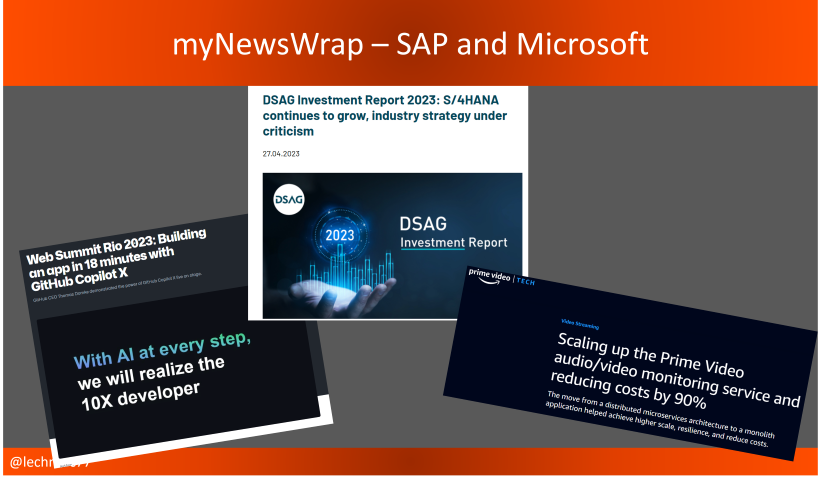 myNewsWrap – SAP and Microsoft
DSAG Investment Report 2023: S/4HANA
continues to grow, industry strategy under
criticism
27.04.2023
DSAG
2023
DSAG
Investment Report
Web Summit Rio 2023: Building
an app in 18 minutes with
GitHub Copilot X
GitHub CEO Thomas Dohmke demonstrated the power of GitHub Copilot X live on stage.
With AI at every step,
we will realize the
10X developer
prime video | TECH
Video Streaming
Scaling up the Prime Video
audio/video monitoring service and
reducing costs by 90%
The move from a distributed microservices architecture to a monolith
application helped achieve higher scale, resilience, and reduce costs.